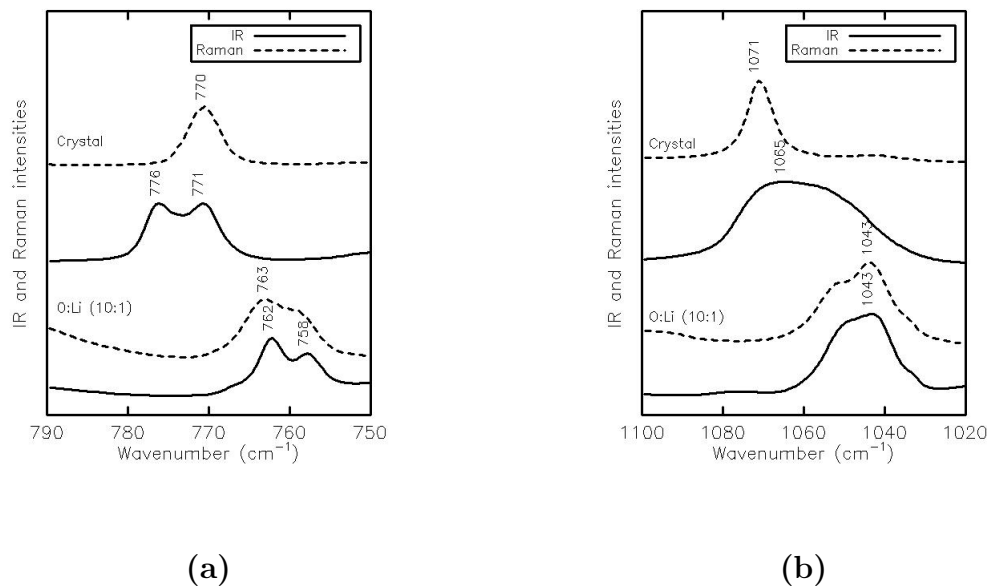 IR
Raman
770
Crystal
776
771
763
O:Li (10:1)
762
758
IR and Raman intensities
790
780
770
760
750
Wavenumber (cm⁻¹)
(a)
IR
Raman
1071
Crystal
1065
1043
1043
O:Li (10:1)
IR and Raman intensities
1100
1080
1060
1040
1020
Wavenumber (cm⁻¹)
(b)